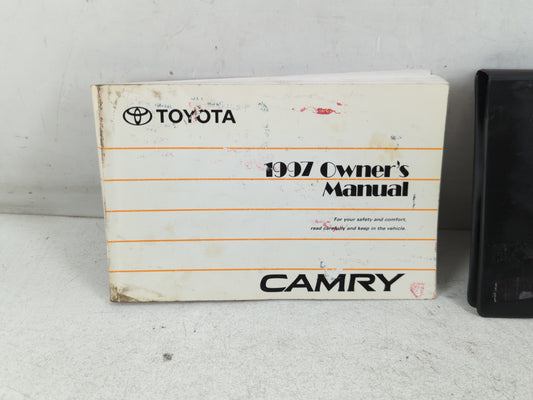 TOYOTA
1997 Owner's
Manual
For your safety and comfort,
read carefully and keep in the vehicle.
CAMRY